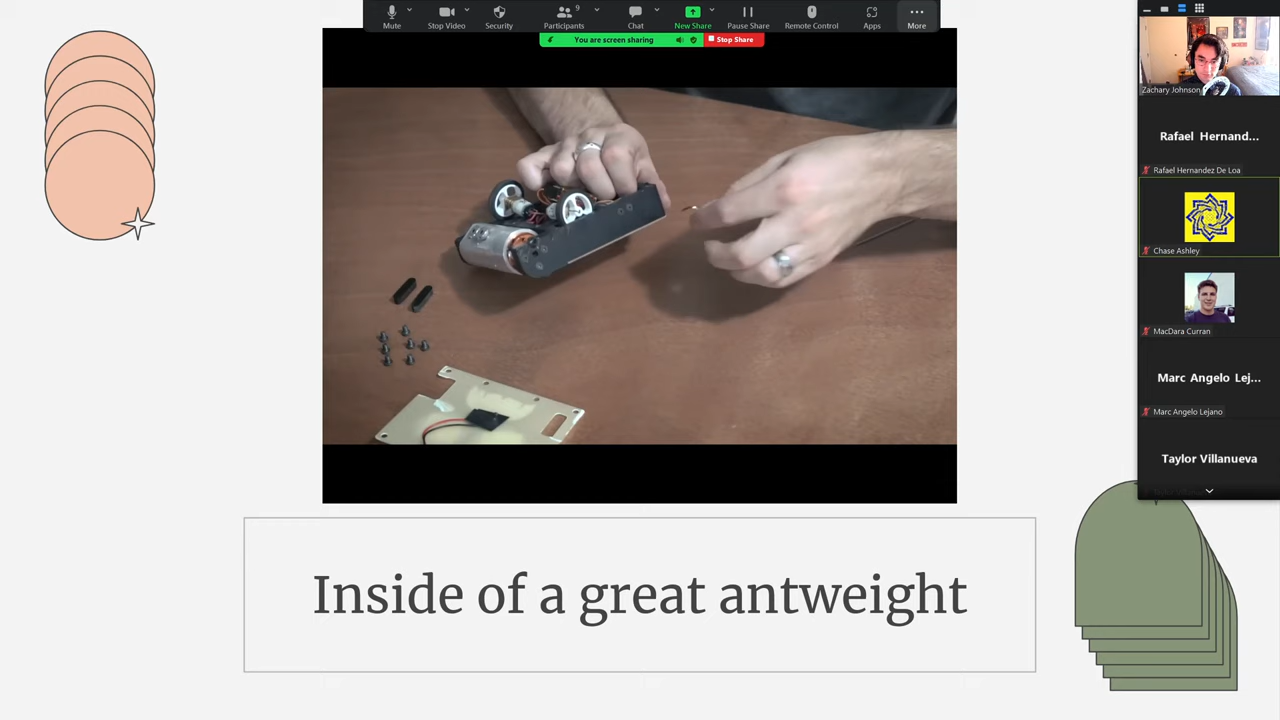 9
Mute
Stop Video
Security
Participants
Chat
New Share
Pause Share
Remote Control
Apps
More
You are screen sharing
Stop Share
Zachary Johnson
Rafael Hernand...
Rafael Hernandez De Loa
Chase Ashley
MacDara Curran
Marc Angelo Lej...
Marc Angelo Lejano
Taylor Villanueva
Inside of a great antweight